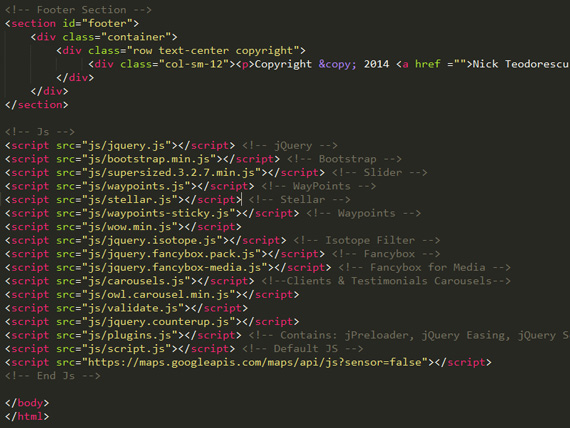 <!-- Footer Section -->
<section id="footer">
<div class="container">
<div class="row text-center copyright">
<div class="col-sm-12"><p>Copyright &copy; 2014 <a href ="">Nick Teodorescu
</div>
</div>
</section>
<!-- Js -->
<script src="js/jquery.js"></script> <!-- jQuery -->
<script src="js/bootstrap.min.js"></script> <!-- Bootstrap -->
<script src="js/supersized.3.2.7.min.js"></script> <!-- Slider -->
<script src="js/waypoints.js"></script> <!-- WayPoints -->
<script src="js/stellar.js"></script> <!-- Stellar -->
<script src="js/waypoints-sticky.js"></script> <!-- Waypoints -->
<script src="js/wow.min.js"></script>
<script src="js/jquery.isotope.js"></script> <!-- Isotope Filter -->
<script src="js/jquery.fancybox.pack.js"></script> <!-- Fancybox -->
<script src="js/jquery.fancybox-media.js"></script> <!-- Fancybox for Media -->
<script src="js/carousels.js"></script> <!--Clients & Testimonials Carousels-->
<script src="js/owl.carousel.min.js"></script>
<script src="js/validate.js"></script>
<script src="js/jquery.counterup.js"></script>
<script src="js/plugins.js"></script> <!-- Contains: jPreloader, jQuery Easing, jQuery S
<script src="js/script.js"></script> <!-- Default JS -->
<script src="https://maps.googleapis.com/maps/api/js?sensor=false"></script>
<!-- End Js -->
</body>
</html>